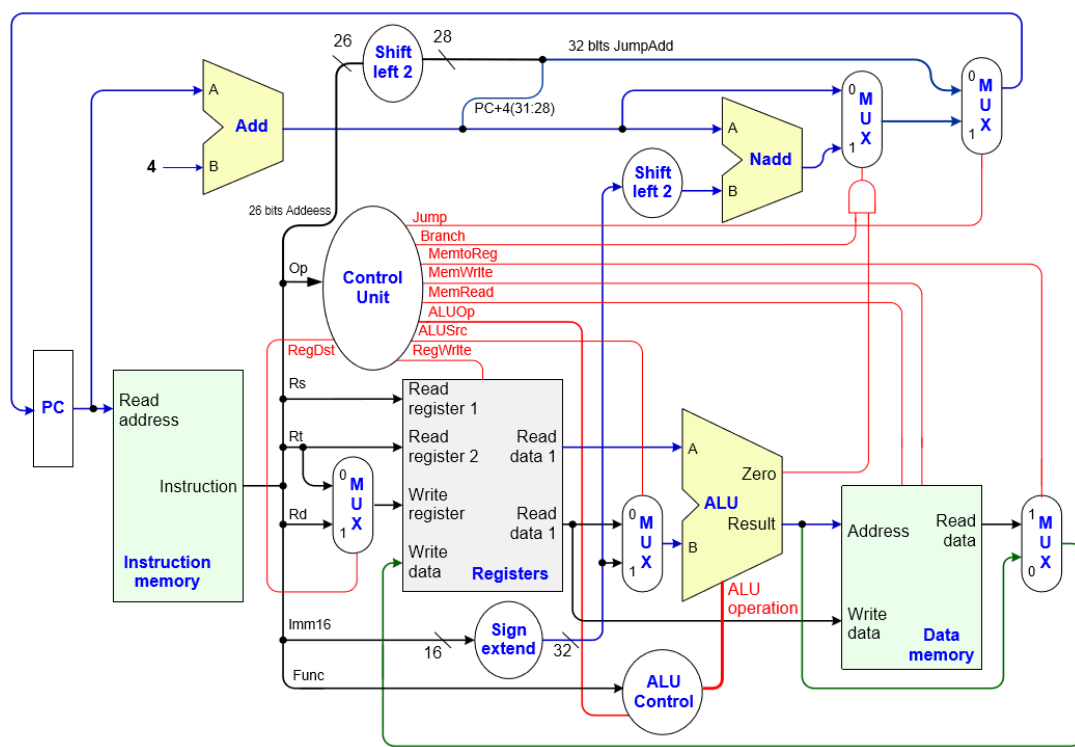 26
Shift
left 2
28
32 bIts JumpAdd
0
M
U
X
1
PC+4(31:28)
A
Add
B
4
0
M
U
X
1
A
Nadd
B
Shift
left 2
26 bits Addeess
Jump
Branch
MemtoReg
MemWrIte
MemRead
ALUOp
ALUSrc
RegWrIte
Op
Control
Unit
RegDst
PC
Read
address
Instruction
Instruction
memory
Rs
Rt
Rd
0
M
U
X
1
Read
register 1
Read
register 2
Write
register
Write
data
Read
data 1
Read
data 1
Registers
0
M
U
X
1
A
Zero
ALU
Result
B
ALU
operation
Address
Read
data
Write
data
Data
memory
1
M
U
X
0
Imm16
16
Sign
extend
32
Func
ALU
Control